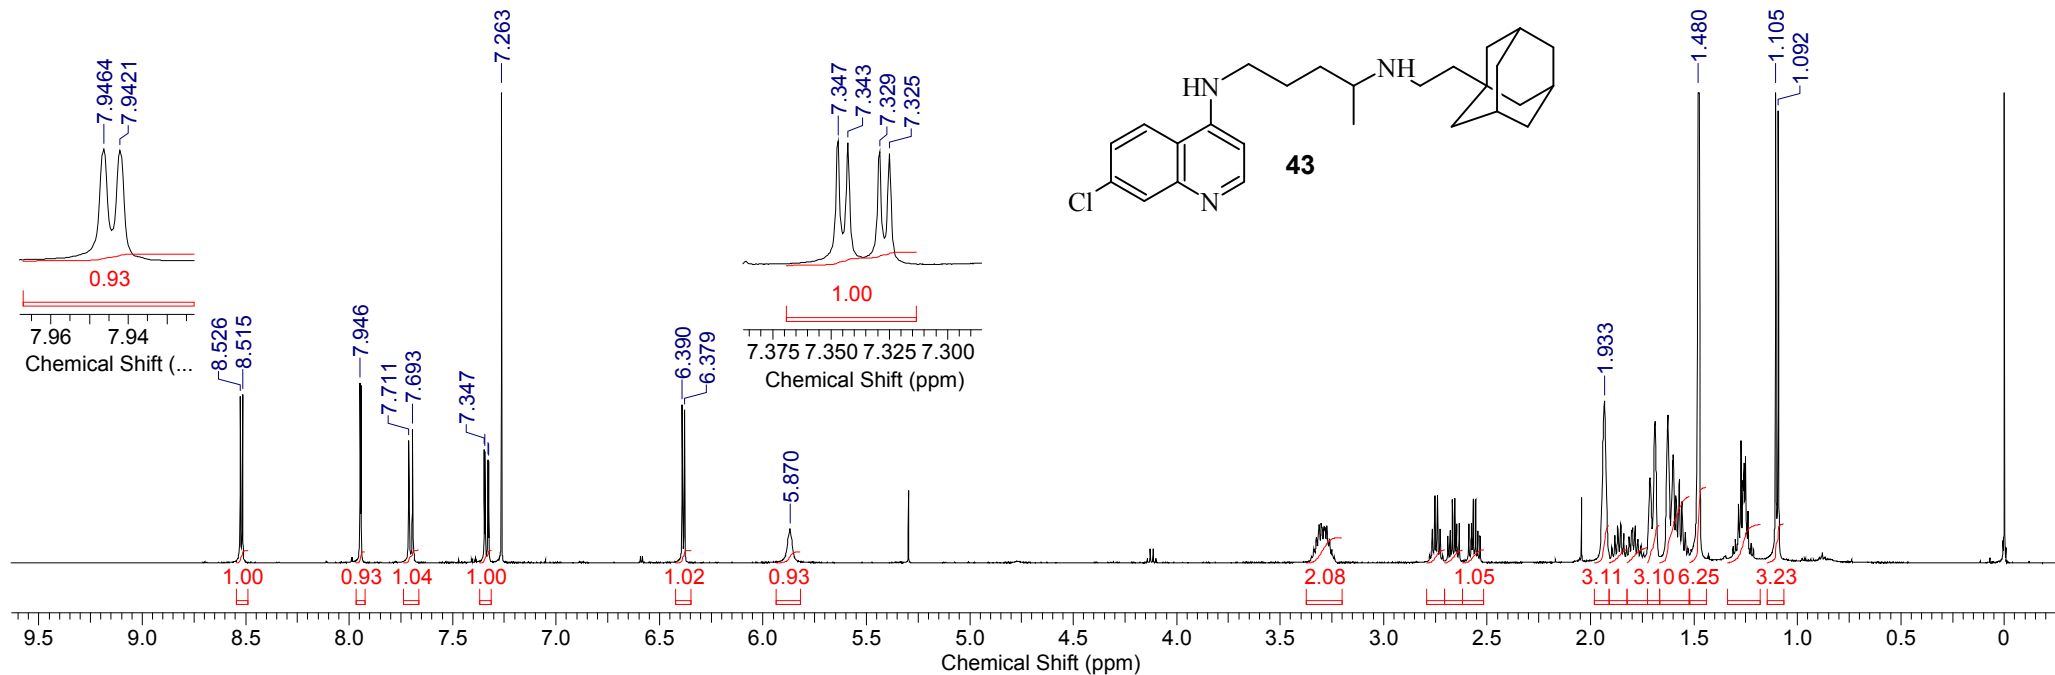 7.9464
7.9421
0.93
7.96 7.94
Chemical Shift (...
7.263
7.347
7.343
7.329
7.325
1.00
7.375 7.350 7.325 7.300
Chemical Shift (ppm)
HN
NH
Cl
N
43
8.526
8.515
7.946
7.711
7.693
7.347
6.390
6.379
5.870
1.933
1.480
1.105
1.092
1.00 0.93 1.04 1.00 1.02 0.93 2.08 1.05 3.11 3.10 6.25 3.23
9.5 9.0 8.5 8.0 7.5 7.0 6.5 6.0 5.5 5.0 4.5 4.0 3.5 3.0 2.5 2.0 1.5 1.0 0.5 0
Chemical Shift (ppm)